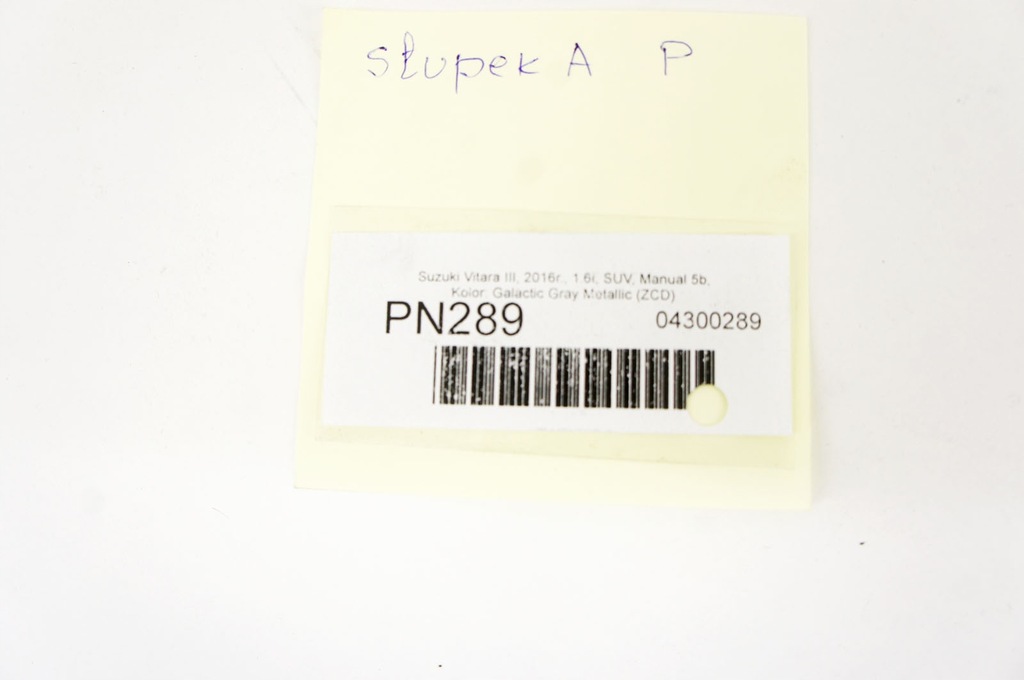 Słupek A P
Suzuki Vitara III, 2016r., 1.6i, SUV, Manual 5b,
Kolor: Galactic Gray Metallic (ZCD)
PN289 04300289